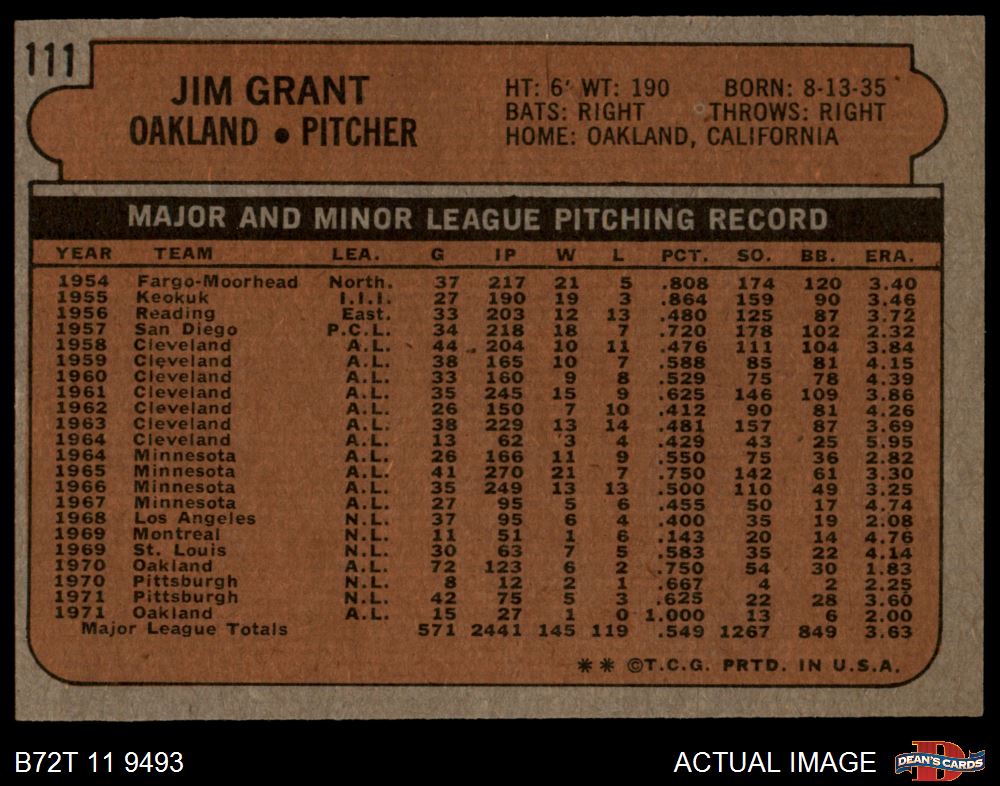 111
JIM GRANT
OAKLAND • PITCHER
HT: 6' WT: 190 BORN: 8-13-35
BATS: RIGHT THROWS: RIGHT
HOME: OAKLAND, CALIFORNIA
MAJOR AND MINOR LEAGUE PITCHING RECORD
YEAR TEAM LEA. G IP W L PCT. SO. BB. ERA.
1954 Fargo-Moorhead North. 37 217 21 5 .808 174 120 3.40
1955 Keokuk I.I.I. 27 190 19 3 .864 159 90 3.46
1956 Reading East. 33 203 12 13 .480 125 87 3.72
1957 San Diego P.C.L. 34 218 18 7 .720 178 102 2.32
1958 Cleveland A.L. 44 204 10 11 .476 111 104 3.84
1959 Cleveland A.L. 38 165 10 7 .588 85 81 4.15
1960 Cleveland A.L. 33 160 9 8 .529 75 78 4.39
1961 Cleveland A.L. 35 245 15 9 .625 146 109 3.86
1962 Cleveland A.L. 26 150 7 10 .412 90 81 4.26
1963 Cleveland A.L. 38 229 13 14 .481 157 87 3.69
1964 Cleveland A.L. 13 62 3 4 .429 43 25 5.95
1964 Minnesota A.L. 26 166 11 9 .550 75 36 2.82
1965 Minnesota A.L. 41 270 21 7 .750 142 61 3.30
1966 Minnesota A.L. 35 249 13 13 .500 110 49 3.25
1967 Minnesota A.L. 27 95 5 6 .455 50 17 4.74
1968 Los Angeles N.L. 37 95 6 4 .400 35 19 2.08
1969 Montreal N.L. 11 51 1 6 .143 20 14 4.76
1969 St. Louis N.L. 30 63 7 5 .583 35 22 4.14
1970 Oakland A.L. 72 123 6 2 .750 54 30 1.83
1970 Pittsburgh N.L. 8 12 2 1 .667 4 2 2.25
1971 Pittsburgh N.L. 42 75 5 3 .625 22 28 3.60
1971 Oakland A.L. 15 27 1 0 1.000 13 6 2.00
Major League Totals 571 2441 145 119 .549 1267 849 3.63
** ©T.C.G. PRTD. IN U.S.A.
B72T 11 9493 ACTUAL IMAGE
DEAN'S CARDS